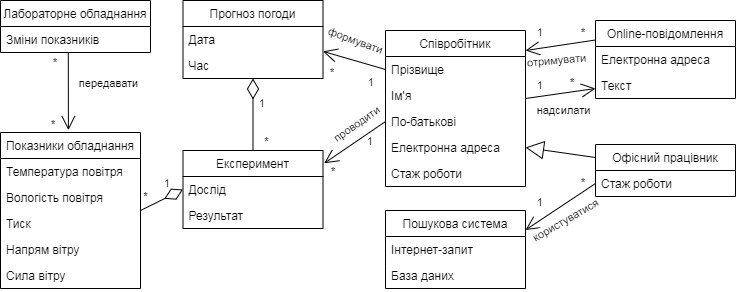 Лабораторне обладнання
Зміни показників
*
передавати
*
Показники обладнання
Температура повітря
Вологість повітря
Тиск
Напрям вітру
Сила вітру
Прогноз погоди
Дата
Час
1
*
Експеримент
Дослід
Результат
1
*
формувати
*
1
проводити
*
1
Співробітник
Прізвище
Ім'я
По-батькові
Електронна адреса
Стаж роботи
1
*
отримувати
1
*
надсилати
Online-повідомлення
Електронна адреса
Текст
Офісний працівник
Стаж роботи
*
1
користуватися
Пошукова система
Інтернет-запит
База даних